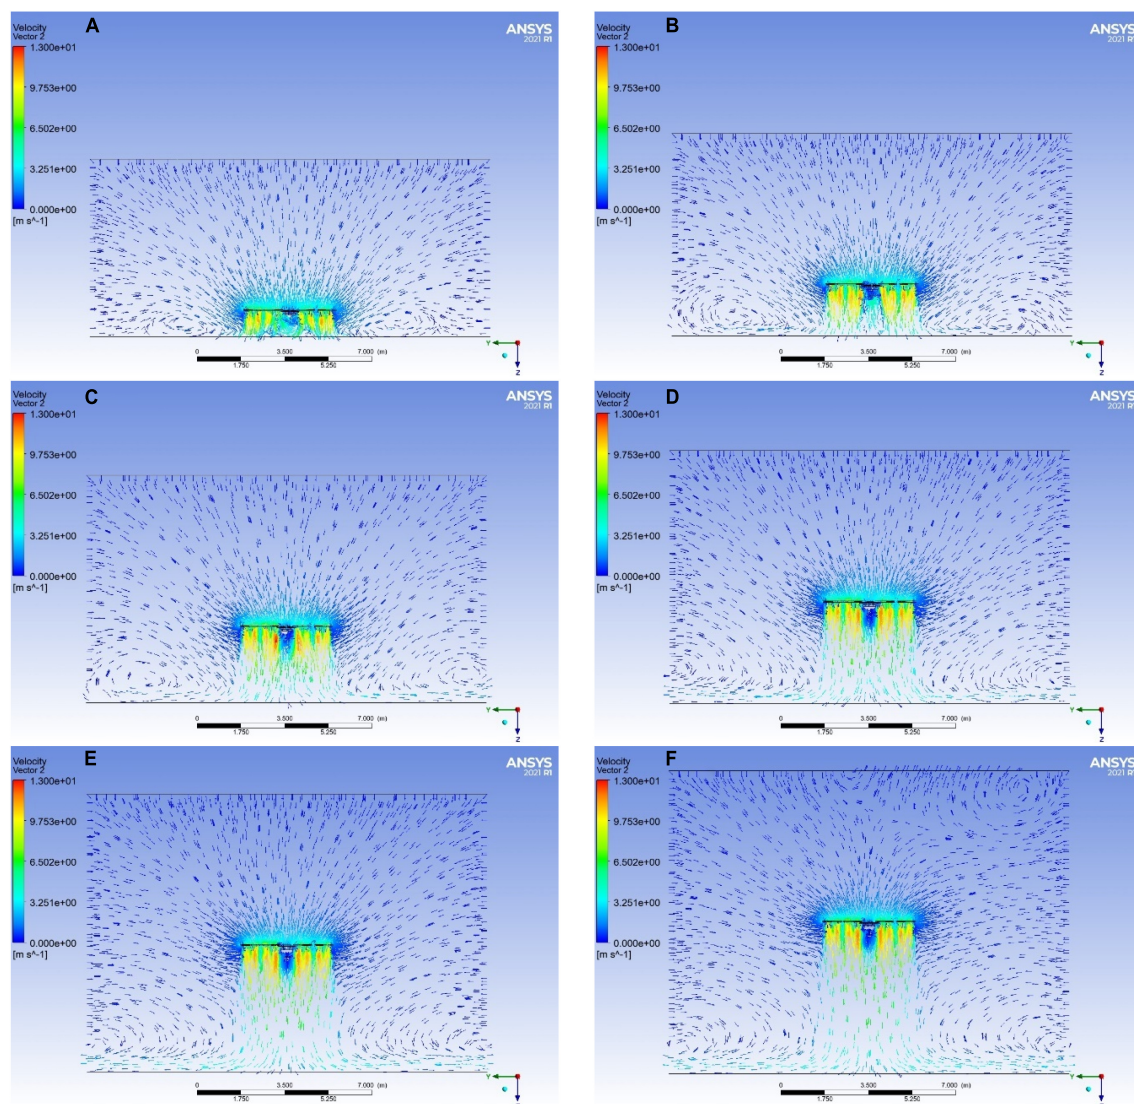 Velocity
Vector 2
A
ANSYS
2021 R1
1.300e+01
9.753e+00
6.502e+00
3.251e+00
0.000e+00
[m s^-1]
0 3.500 7.000 (m)
1.750 5.250
Y
Z
Velocity
Vector 2
B
ANSYS
2021 R1
1.300e+01
9.753e+00
6.502e+00
3.251e+00
0.000e+00
[m s^-1]
0 3.500 7.000 (m)
1.750 5.250
Y
Z
Velocity
Vector 2
C
ANSYS
2021 R1
1.300e+01
9.753e+00
6.502e+00
3.251e+00
0.000e+00
[m s^-1]
0 3.500 7.000 (m)
1.750 5.250
Y
Z
Velocity
Vector 2
D
ANSYS
2021 R1
1.300e+01
9.753e+00
6.502e+00
3.251e+00
0.000e+00
[m s^-1]
0 3.500 7.000 (m)
1.750 5.250
Y
Z
Velocity
Vector 2
E
ANSYS
2021 R1
1.300e+01
9.753e+00
6.502e+00
3.251e+00
0.000e+00
[m s^-1]
0 3.500 7.000 (m)
1.750 5.250
Y
Velocity
Vector 2
F
ANSYS
2021 R1
1.300e+01
9.753e+00
6.502e+00
3.251e+00
0.000e+00
[m s^-1]
0 3.500 7.000 (m)
1.750 5.250
Y